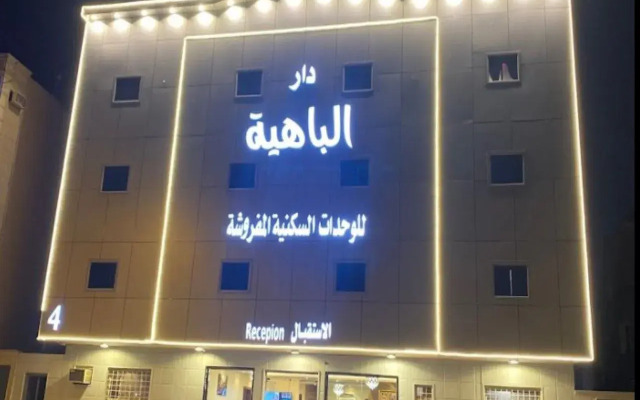 دار
الباهية
للوحدات السكنية المفروشة
4
الاستقبال Recepion